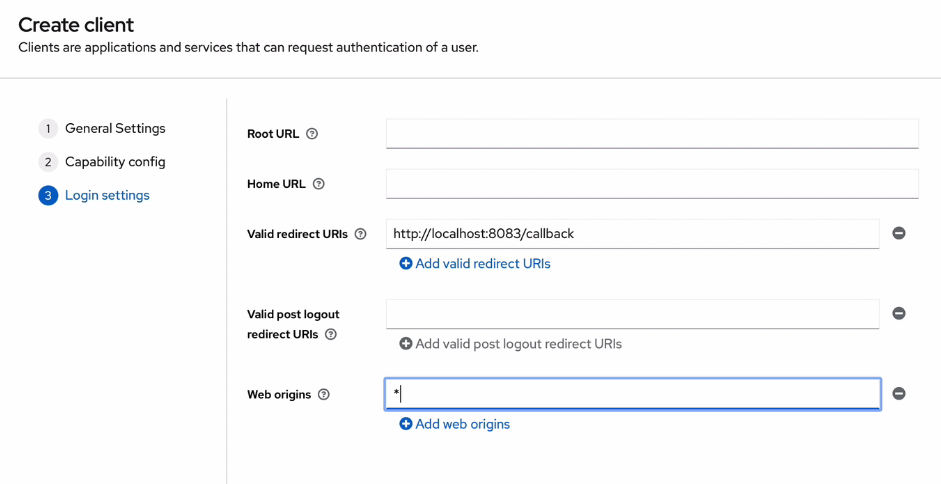 Create client
Clients are applications and services that can request authentication of a user.
1 General Settings
2 Capability config
3 Login settings
Root URL
Home URL
Valid redirect URIs
http://localhost:8083/callback
Add valid redirect URIs
Valid post logout
redirect URIs
Add valid post logout redirect URIs
Web origins
*
Add web origins